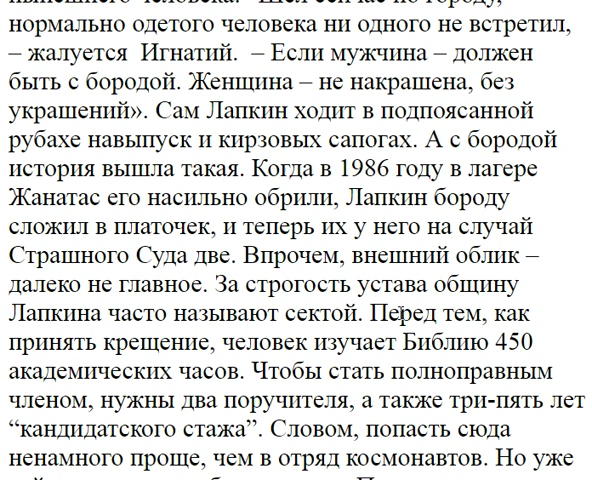 нормально одетого человека ни одного не встретил,
– жалуется Игнатий. – Если мужчина – должен
быть с бородой. Женщина – не накрашена, без
украшений». Сам Лапкин ходит в подпоясанной
рубахе навыпуск и кирзовых сапогах. А с бородой
история вышла такая. Когда в 1986 году в лагере
Жанатас его насильно обрили, Лапкин бороду
сложил в платочек, и теперь их у него на случай
Страшного Суда две. Впрочем, внешний облик –
далеко не главное. За строгость устава общину
Лапкина часто называют сектой. Перед тем, как
принять крещение, человек изучает Библию 450
академических часов. Чтобы стать полноправным
членом, нужны два поручителя, а также три-пять лет
“кандидатского стажа”. Словом, попасть сюда
ненамного проще, чем в отряд космонавтов. Но уже